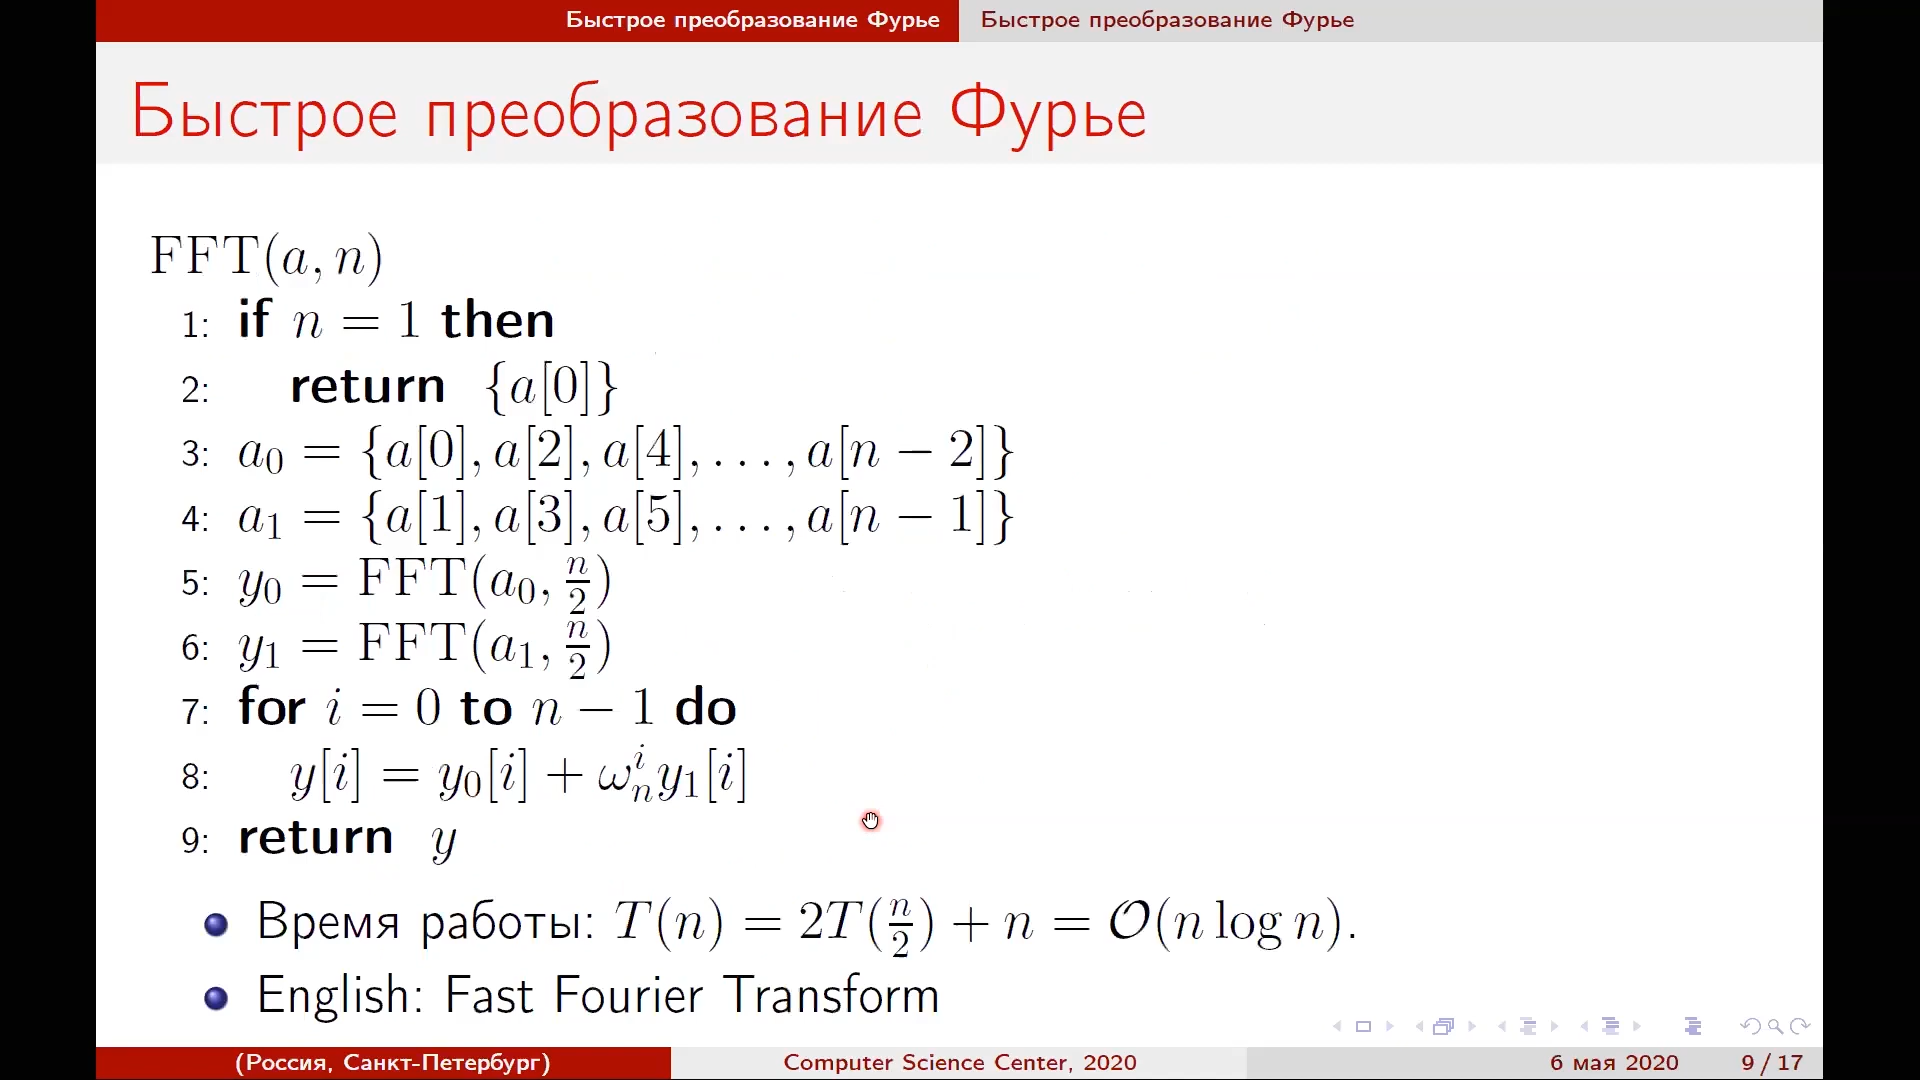 Быстрое преобразование Фурье Быстрое преобразование Фурье
Быстрое преобразование Фурье
FFT(a, n)
1: if n = 1 then
2: return {a[0]}
3: a₀ = {a[0], a[2], a[4], . . . , a[n − 2]}
4: a₁ = {a[1], a[3], a[5], . . . , a[n − 1]}
5: y₀ = FFT(a₀, n/2)
6: y₁ = FFT(a₁, n/2)
7: for i = 0 to n − 1 do
8: y[i] = y₀[i] + ωₙⁱy₁[i]
9: return y
Время работы: T(n) = 2T(n/2) + n = O(n log n).
English: Fast Fourier Transform
(Россия, Санкт-Петербург) Computer Science Center, 2020 6 мая 2020 9 / 17